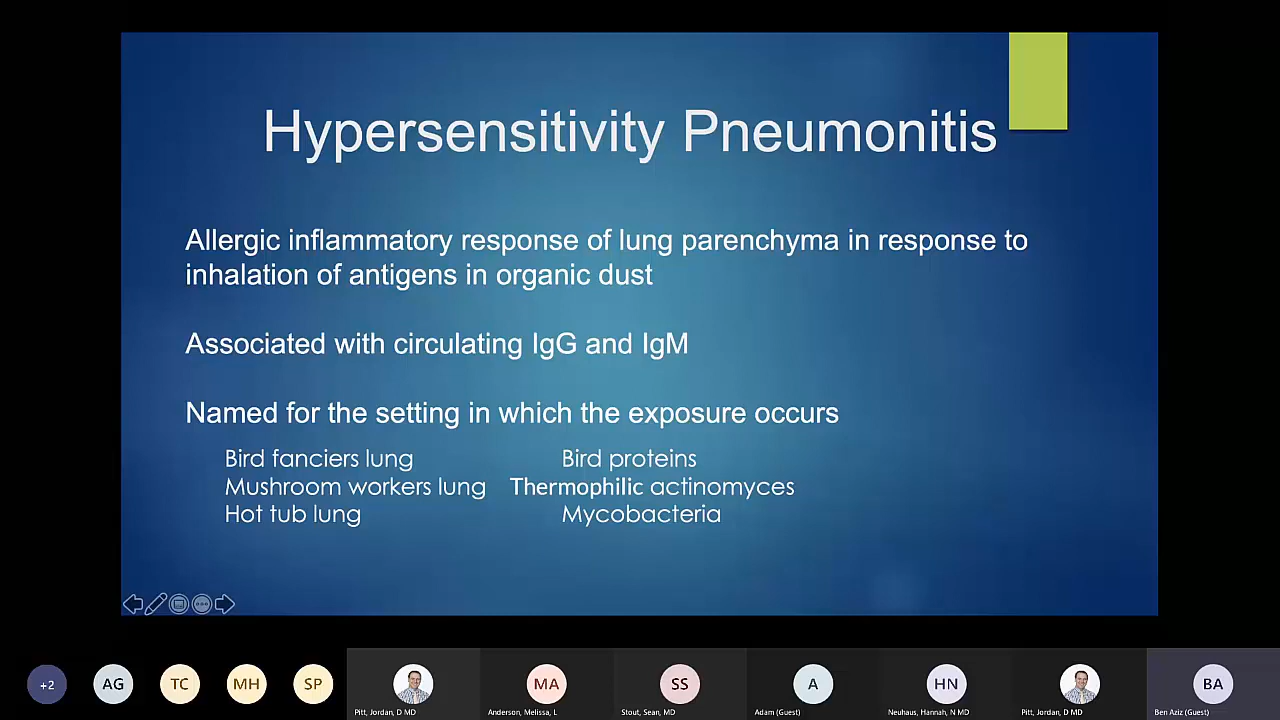 Hypersensitivity Pneumonitis
Allergic inflammatory response of lung parenchyma in response to
inhalation of antigens in organic dust
Associated with circulating IgG and IgM
Named for the setting in which the exposure occurs
Bird fanciers lung Bird proteins
Mushroom workers lung Thermophilic actinomyces
Hot tub lung Mycobacteria
+2 AG TC MH SP MA SS A HN BA
Pitt, Jordan, D MD Anderson, Melissa, L Stout, Sean, MD Adam (Guest) Neuhaus, Hannah, N MD Pitt, Jordan, D MD Ben Aziz (Guest)